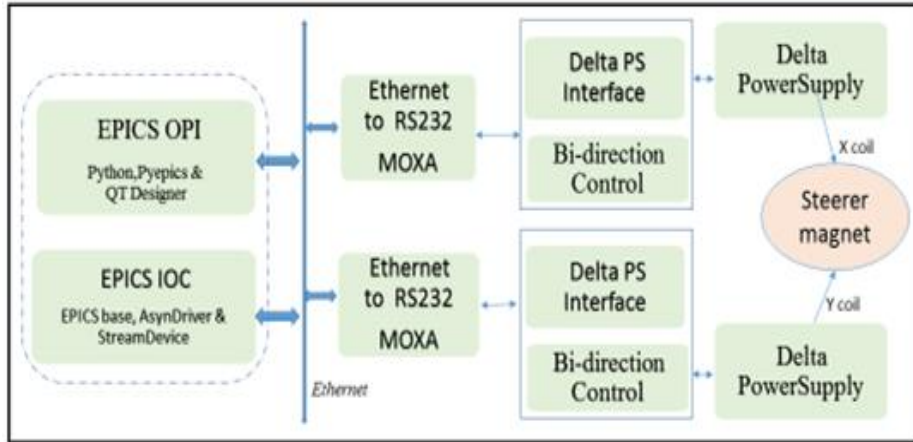 EPICS OPI
Python,Pyepics &
QT Designer
EPICS IOC
EPICS base, AsynDriver &
StreamDevice
Ethernet
Ethernet
to RS232
MOXA
Ethernet
to RS232
MOXA
Delta PS
Interface
Bi-direction
Control
Delta PS
Interface
Bi-direction
Control
Delta
PowerSupply
X coil
Steerer
magnet
Y coil
Delta
PowerSupply